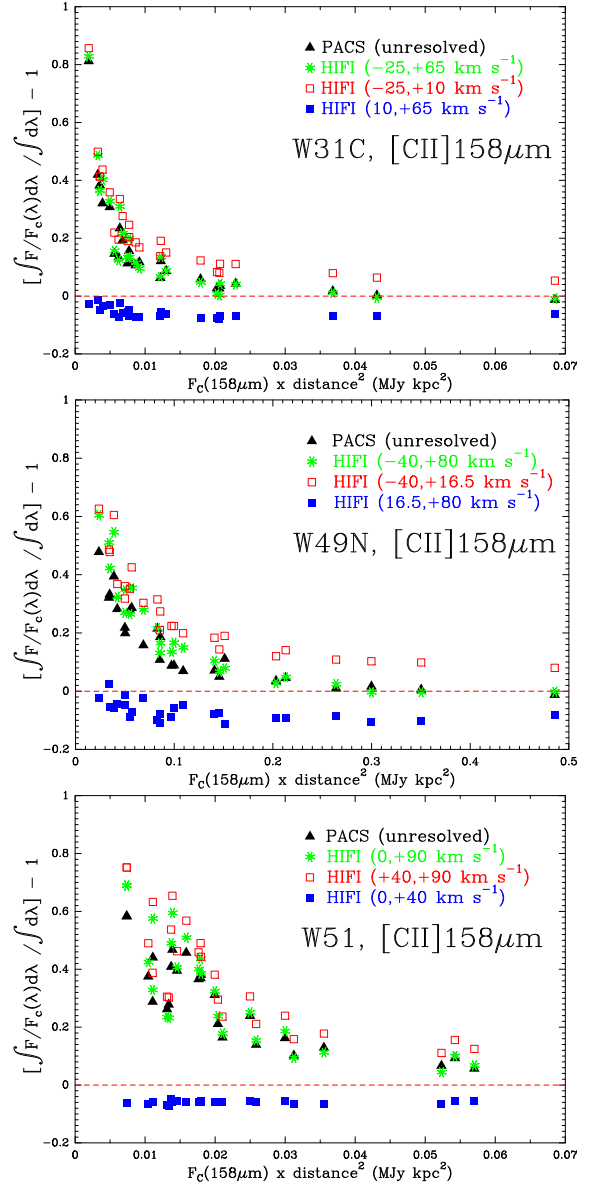 1
0.8
0.6
0.4
0.2
0
−0.2
[∫F/F_c(λ)dλ /∫dλ] − 1
PACS (unresolved)
HIFI (−25,+65 km s⁻¹)
HIFI (−25,+10 km s⁻¹)
HIFI (10,+65 km s⁻¹)
W31C, [CII]158μm
0 0.01 0.02 0.03 0.04 0.05 0.06 0.07
F_C(158μm) x distance² (MJy kpc²)
1
0.8
0.6
0.4
0.2
0
−0.2
[∫F/F_c(λ)dλ /∫dλ] − 1
PACS (unresolved)
HIFI (−40,+80 km s⁻¹)
HIFI (−40,+16.5 km s⁻¹)
HIFI (16.5,+80 km s⁻¹)
W49N, [CII]158μm
0 0.1 0.2 0.3 0.4 0.5
F_C(158μm) x distance² (MJy kpc²)
1
0.8
0.6
0.4
0.2
0
−0.2
[∫F/F_c(λ)dλ /∫dλ] − 1
PACS (unresolved)
HIFI (0,+90 km s⁻¹)
HIFI (+40,+90 km s⁻¹)
HIFI (0,+40 km s⁻¹)
W51, [CII]158μm
0 0.01 0.02 0.03 0.04 0.05 0.06 0.07
F_C(158μm) x distance² (MJy kpc²)